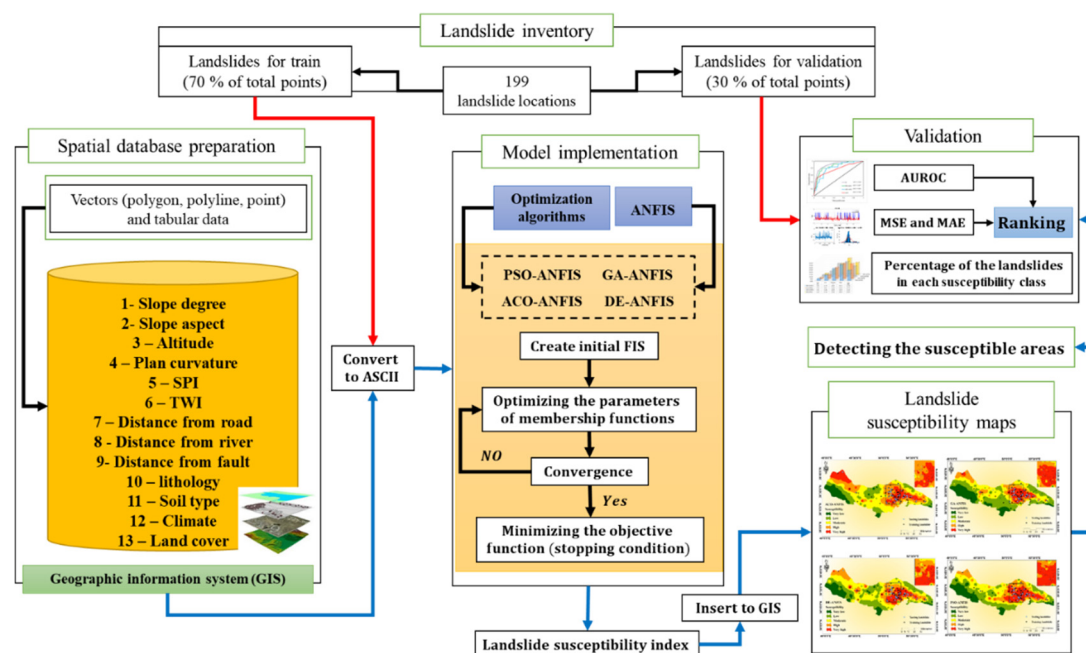 Landslide inventory
Landslides for train
(70 % of total points)
199
landslide locations
Landslides for validation
(30 % of total points)
Spatial database preparation
Vectors (polygon, polyline, point)
and tabular data
1- Slope degree
2- Slope aspect
3 – Altitude
4 – Plan curvature
5 – SPI
6 – TWI
7 – Distance from road
8 – Distance from river
9- Distance from fault
10 – lithology
11 – Soil type
12 – Climate
13 – Land cover
Geographic information system (GIS)
Convert
to ASCII
Model implementation
Optimization
algorithms
ANFIS
PSO-ANFIS GA-ANFIS
ACO-ANFIS DE-ANFIS
Create initial FIS
Optimizing the parameters
of membership functions
NO
Convergence
Yes
Minimizing the objective
function (stopping condition)
Landslide susceptibility index
Insert to GIS
Validation
AUROC
MSE and MAE
Ranking
Percentage of the landslides
in each susceptibility class
Detecting the susceptible areas
Landslide
susceptibility maps